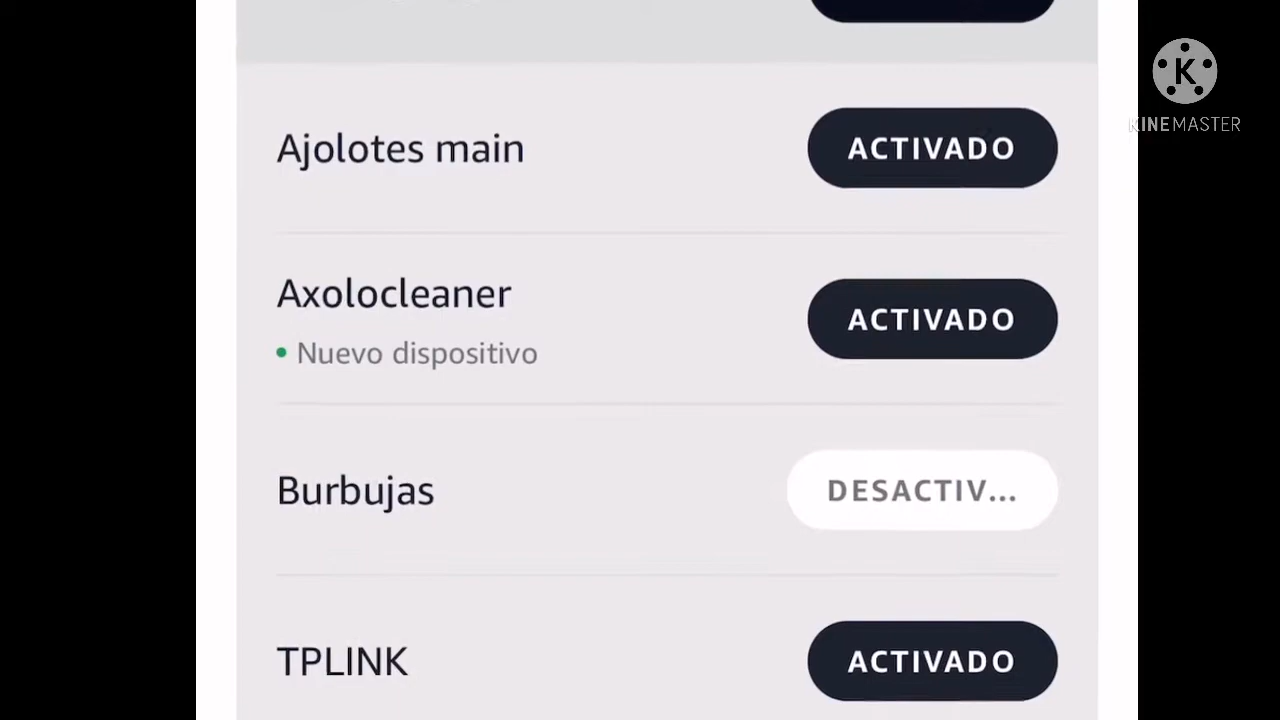 Ajolotes main
ACTIVADO
Axolocleaner
Nuevo dispositivo
ACTIVADO
Burbujas
DESACTIV...
TPLINK
ACTIVADO
K
KINEMASTER